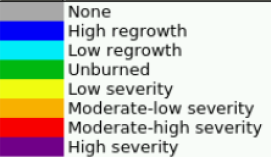 None
High regrowth
Low regrowth
Unburned
Low severity
Moderate-low severity
Moderate-high severity
High severity